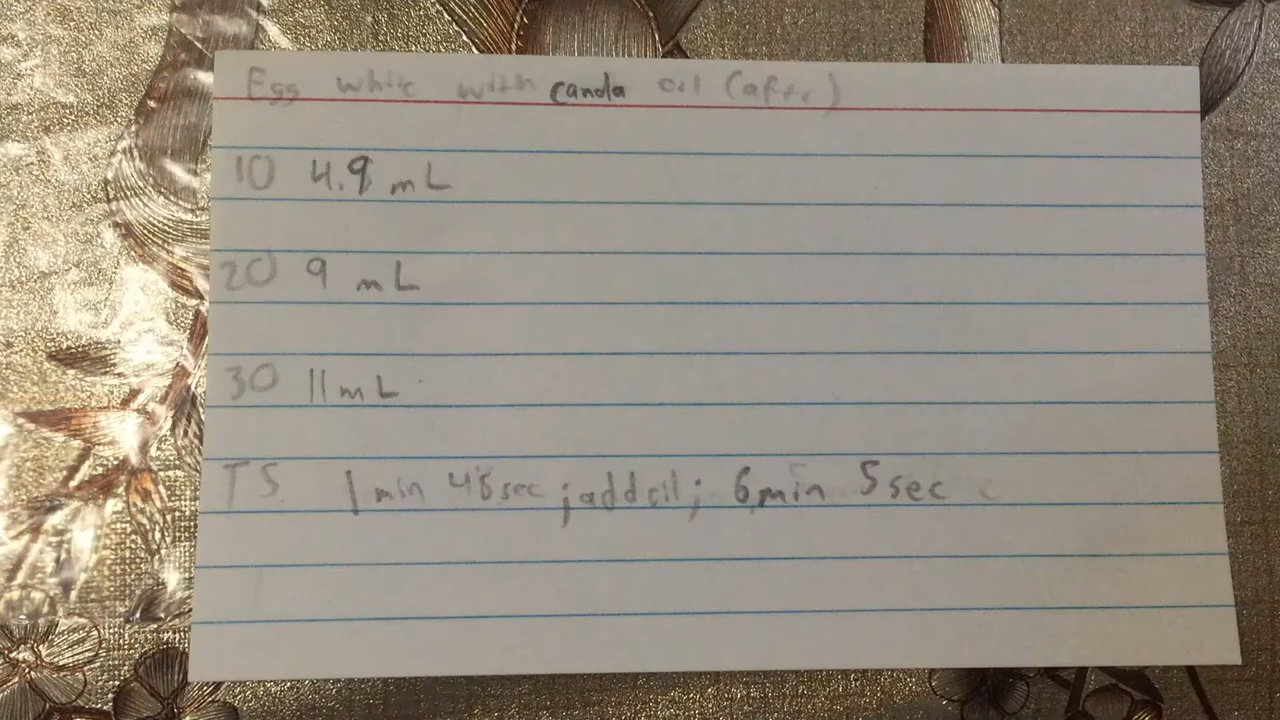 Egg white with canola oil (after)
10 4.9 mL
20 9 mL
30 11 mL
TS 1 min 45 sec ; add oil ; 6 min 5 sec